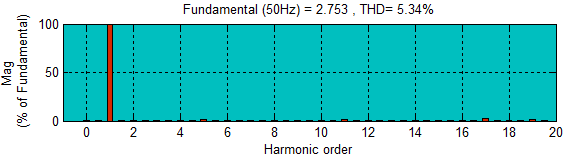 Fundamental (50Hz) = 2.753 , THD= 5.34%
Mag
(% of Fundamental)
100
50
0
0 2 4 6 8 10 12 14 16 18 20
Harmonic order